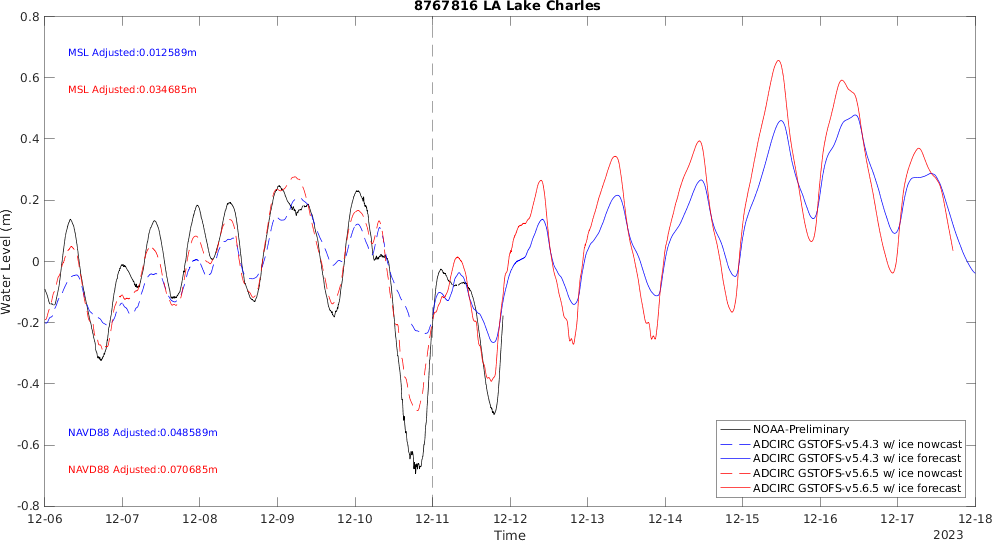 8767816 LA Lake Charles
0.8
MSL Adjusted:0.012589m
0.6
MSL Adjusted:0.034685m
0.4
0.2
0
Water Level (m)
-0.2
-0.4
NAVD88 Adjusted:0.048589m
-0.6
NAVD88 Adjusted:0.070685m
-0.8
NOAA-Preliminary
ADCIRC GSTOFS-v5.4.3 w/ ice nowcast
ADCIRC GSTOFS-v5.4.3 w/ ice forecast
ADCIRC GSTOFS-v5.6.5 w/ ice nowcast
ADCIRC GSTOFS-v5.6.5 w/ ice forecast
12-06 12-07 12-08 12-09 12-10 12-11 12-12 12-13 12-14 12-15 12-16 12-17 12-18
Time
2023